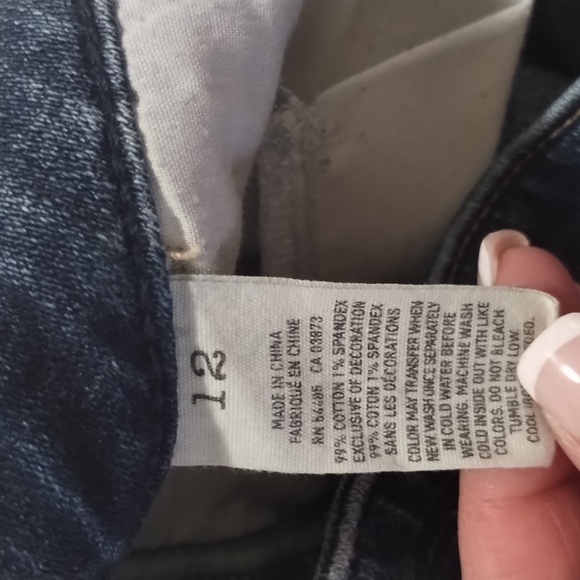 12
MADE IN CHINA
FABRIQUÉ EN CHINE
RN 54485 CA 03873
99% COTTON 1% SPANDEX
EXCLUSIVE OF DECORATION
99% COTON 1% SPANDEX
SANS LES DÉCORATIONS
COLOR MAY TRANSFER WHEN
NEW, WASH ONCE SEPARATELY
IN COLD WATER BEFORE
WEARING. MACHINE WASH
COLD INSIDE OUT WITH LIKE
COLORS. DO NOT BLEACH
TUMBLE DRY LOW.
COOL